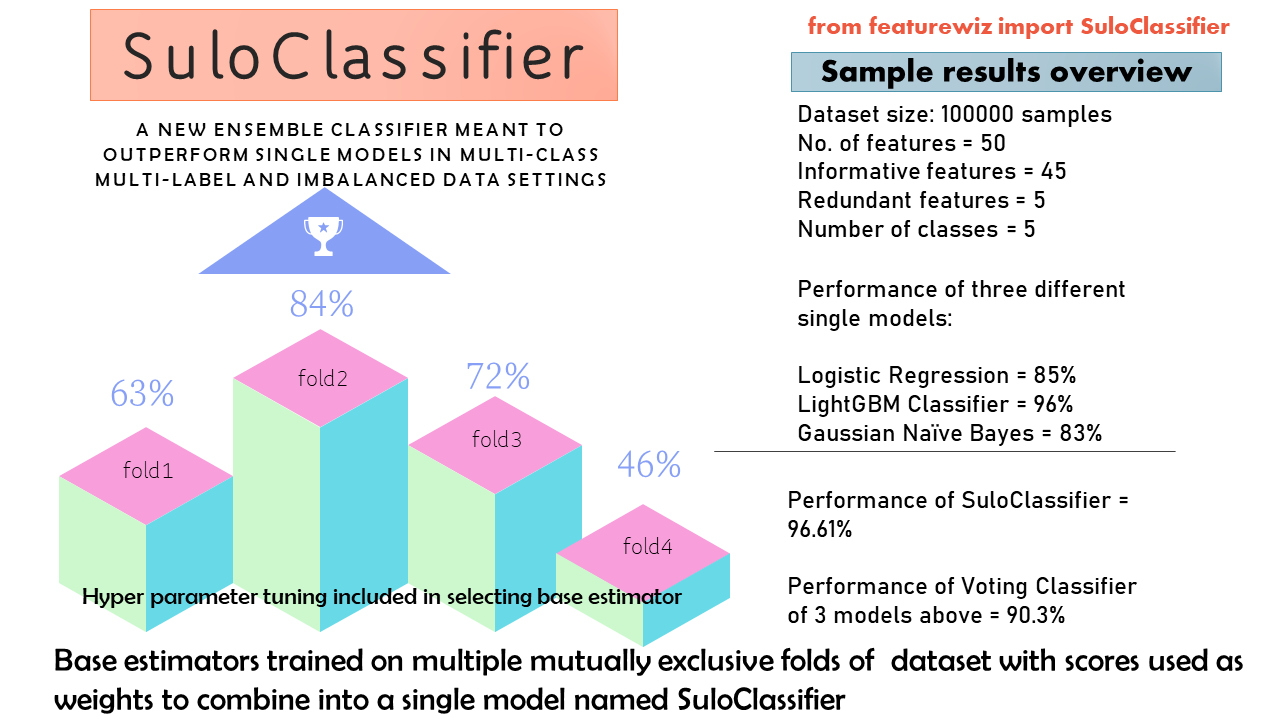 SuloClassifier
A NEW ENSEMBLE CLASSIFIER MEANT TO
OUTPERFORM SINGLE MODELS IN MULTI-CLASS
MULTI-LABEL AND IMBALANCED DATA SETTINGS
84%
fold2
63%
fold1
72%
fold3
46%
fold4
Hyper parameter tuning included in selecting base estimator
from featurewiz import SuloClassifier
Sample results overview
Dataset size: 100000 samples
No. of features = 50
Informative features = 45
Redundant features = 5
Number of classes = 5
Performance of three different
single models:
Logistic Regression = 85%
LightGBM Classifier = 96%
Gaussian Naïve Bayes = 83%
Performance of SuloClassifier =
96.61%
Performance of Voting Classifier
of 3 models above = 90.3%
Base estimators trained on multiple mutually exclusive folds of  dataset with scores used as
weights to combine into a single model named SuloClassifier